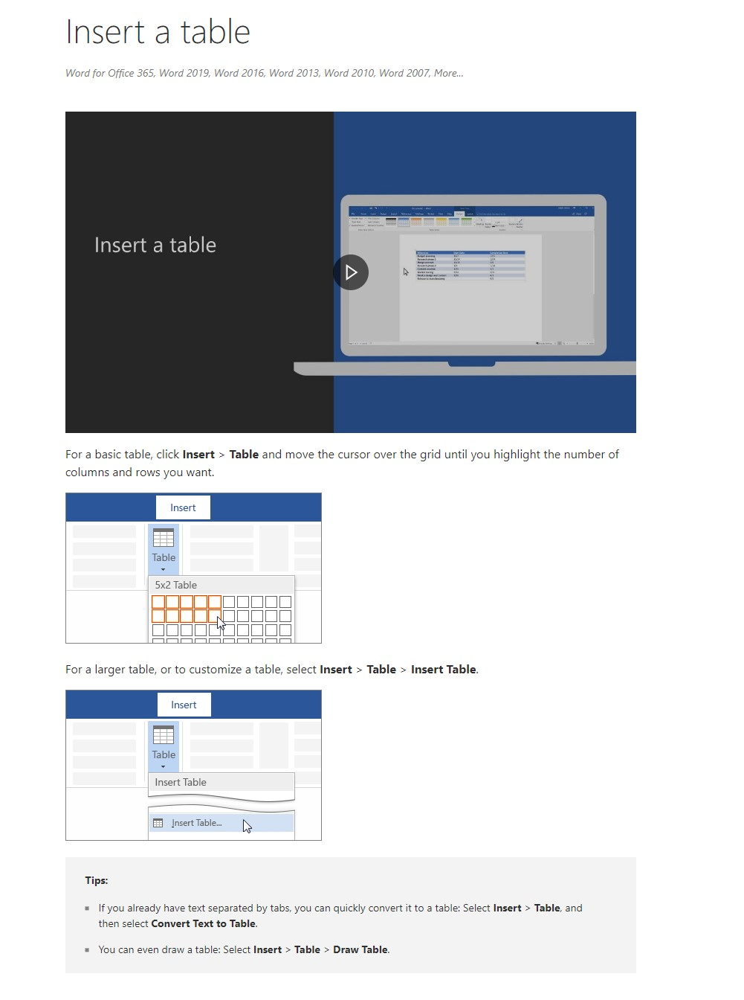 Insert a table
Word for Office 365, Word 2019, Word 2016, Word 2013, Word 2010, Word 2007, More...
Insert a table
For a basic table, click Insert > Table and move the cursor over the grid until you highlight the number of
columns and rows you want.
Insert
Table
5x2 Table
For a larger table, or to customize a table, select Insert > Table > Insert Table.
Insert
Table
Insert Table
Insert Table...
Tips:
If you already have text separated by tabs, you can quickly convert it to a table: Select Insert > Table, and
then select Convert Text to Table.
You can even draw a table: Select Insert > Table > Draw Table.